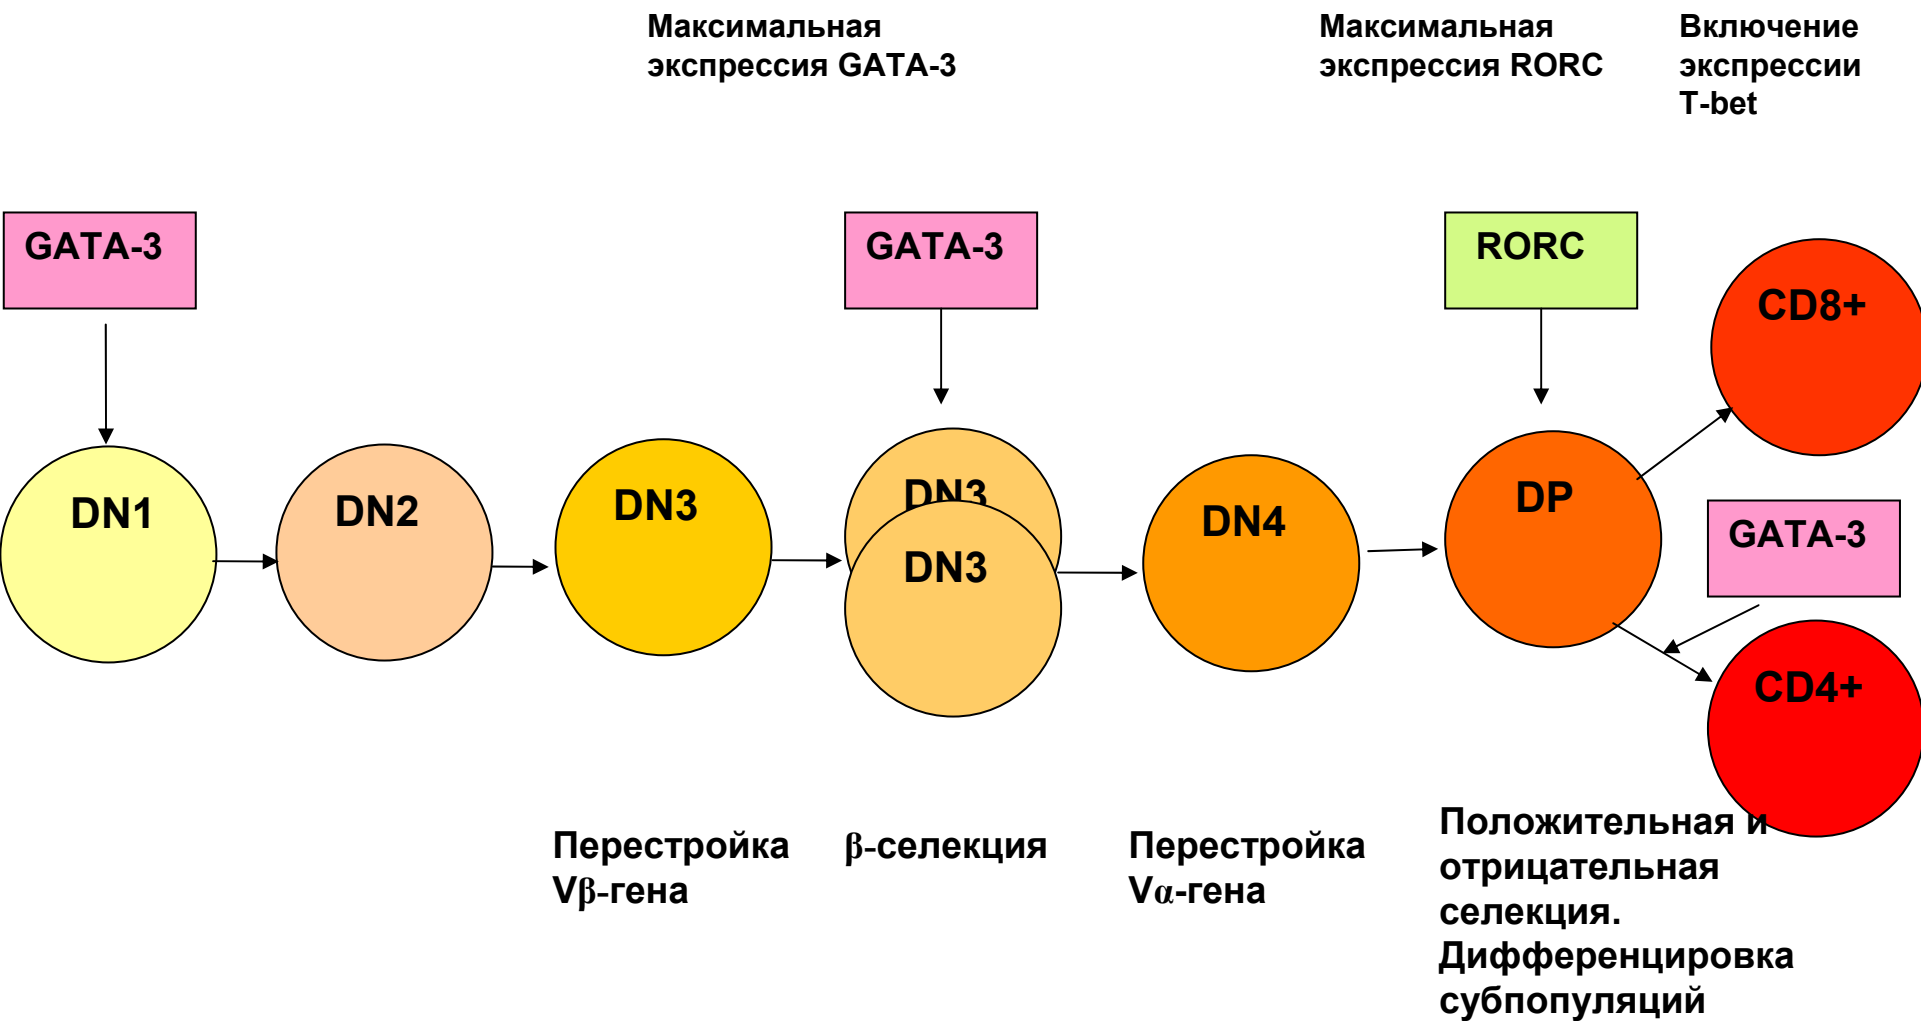 Максимальная
экспрессия GATA-3
Максимальная
экспрессия RORC
Включение
экспрессии
T-bet
GATA-3
GATA-3
RORC
CD8+
DN1
DN2
DN3
DN3
DN3
DN4
DP
GATA-3
CD4+
Перестройка
Vβ-гена
β-селекция
Перестройка
Vα-гена
Положительная и
отрицательная
селекция.
Дифференцировка
субпопуляций